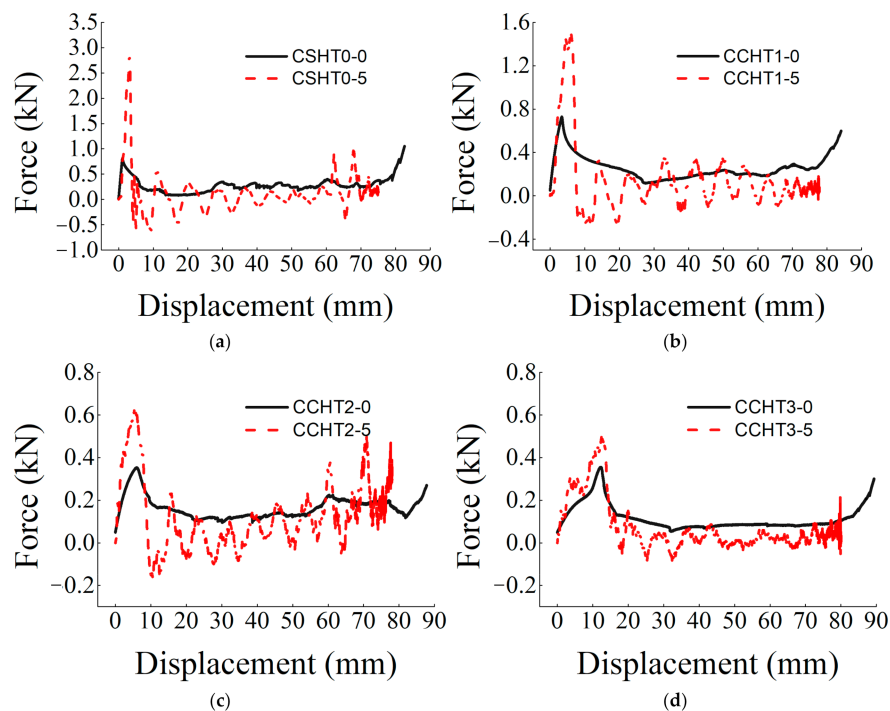 3.5
3.0
2.5
2.0
1.5
1.0
0.5
0.0
−0.5
−1.0
Force (kN)
CSHT0-0
CSHT0-5
0 10 20 30 40 50 60 70 80 90
Displacement (mm)
(a)
1.6
1.2
0.8
0.4
0.0
−0.4
Force (kN)
CCHT1-0
CCHT1-5
0 10 20 30 40 50 60 70 80 90
Displacement (mm)
(b)
0.8
0.6
0.4
0.2
0.0
−0.2
Force (kN)
CCHT2-0
CCHT2-5
0 10 20 30 40 50 60 70 80 90
Displacement (mm)
(c)
0.8
0.6
0.4
0.2
0.0
−0.2
Force (kN)
CCHT3-0
CCHT3-5
0 10 20 30 40 50 60 70 80 90
Displacement (mm)
(d)